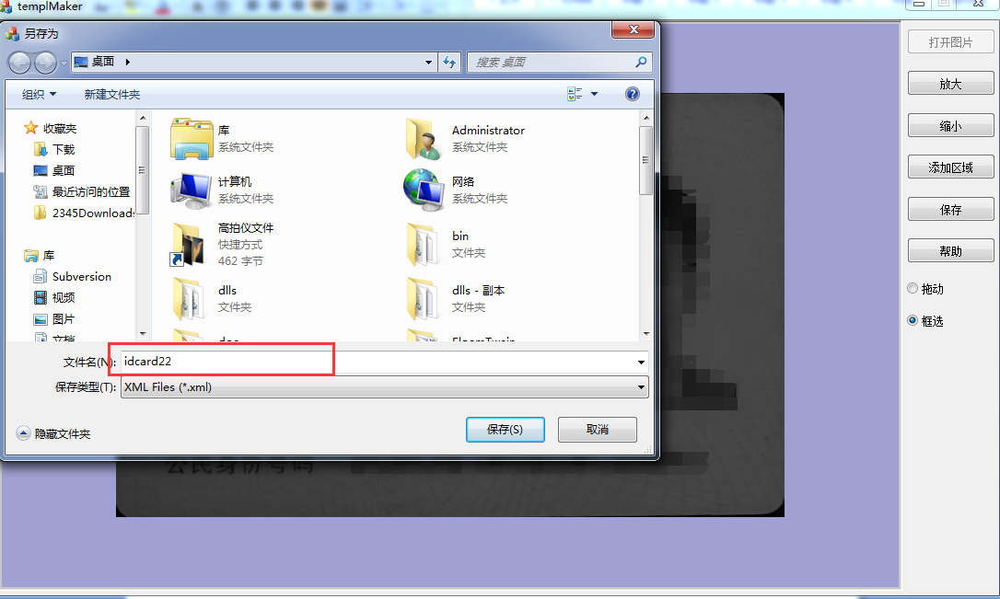 templMaker
另存为
桌面
搜索 桌面
组织
新建文件夹
收藏夹
下载
桌面
最近访问的位置
2345Downloads
库
Subversion
视频
图片
文档
库
系统文件夹
Administrator
系统文件夹
计算机
系统文件夹
网络
系统文件夹
高拍仪文件
快捷方式
462 字节
bin
文件夹
dlls
文件夹
dlls - 副本
文件夹
文件名(N):
idcard22
保存类型(T):
XML Files (*.xml)
隐藏文件夹
保存(S)
取消
公民身份号码
打开图片
放大
缩小
添加区域
保存
帮助
拖动
框选